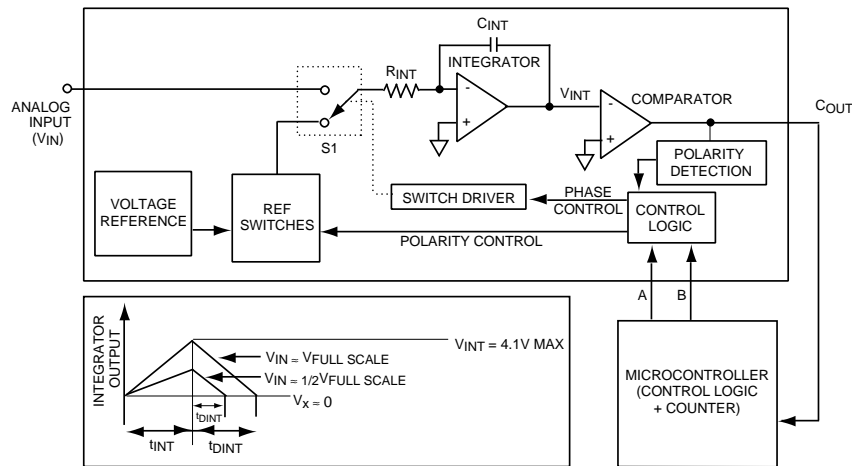 CINT
RINT
INTEGRATOR
-
+
ANALOG
INPUT
(VIN)
S1
VINT
COMPARATOR
-
+
COUT
POLARITY
DETECTION
VOLTAGE
REFERENCE
REF
SWITCHES
SWITCH DRIVER
PHASE
CONTROL
CONTROL
LOGIC
POLARITY CONTROL
A
B
MICROCONTROLLER
(CONTROL LOGIC
+ COUNTER)
INTEGRATOR
OUTPUT
VINT = 4.1V MAX
VIN ≈ VFULL SCALE
VIN ≈ 1/2VFULL SCALE
VX ≈ 0
tDINT
tINT
tDINT